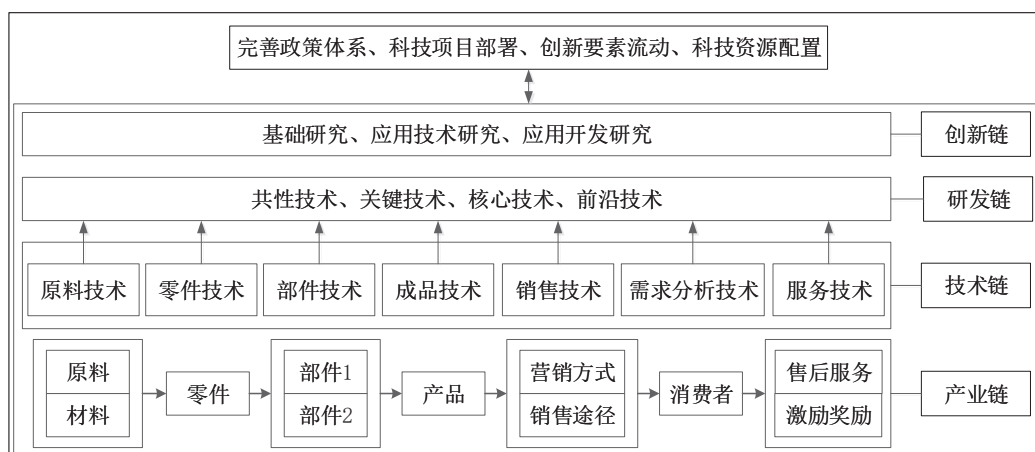 完善政策体系、科技项目部署、创新要素流动、科技资源配置
基础研究、应用技术研究、应用开发研究
创新链
共性技术、关键技术、核心技术、前沿技术
研发链
原料技术
零件技术
部件技术
成品技术
销售技术
需求分析技术
服务技术
技术链
原料
材料
零件
部件1
部件2
产品
营销方式
销售途径
消费者
售后服务
激励奖励
产业链